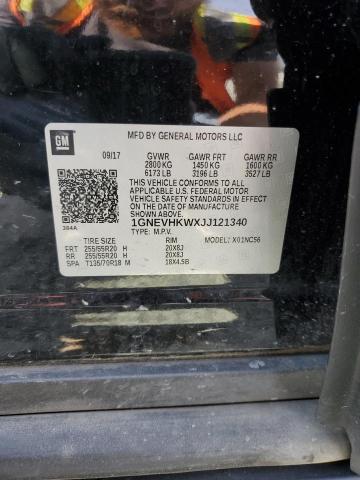 GM
MFD BY GENERAL MOTORS LLC
09/17 GVWR GAWR FRT GAWR RR
2800 KG 1450 KG 1600 KG
6173 LB 3196 LB 3527 LB
THIS VEHICLE CONFORMS TO ALL
APPLICABLE U.S. FEDERAL MOTOR
VEHICLE SAFETY STANDARDS IN EFFECT
ON THE DATE OF MANUFACTURE
SHOWN ABOVE.
1GNEVHKWXJJ121340
384A TYPE: M.P.V.
TIRE SIZE RIM MODEL: X01NC56
FRT 255/55R20 H 20X8J
RR 255/55R20 H 20X8J
SPA T135/70R18 M 18X4.5B